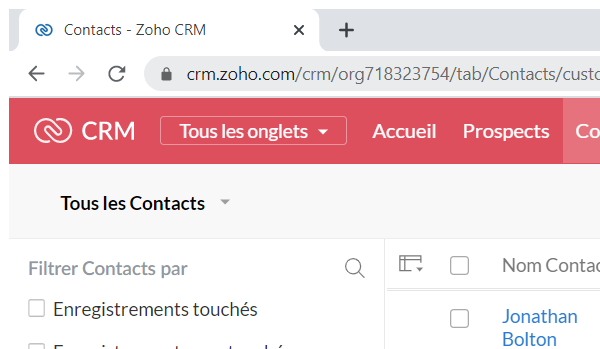 Contacts - Zoho CRM
crm.zoho.com/crm/org718323754/tab/Contacts/custo
CRM Tous les onglets Accueil Prospects Co
Tous les Contacts
Filtrer Contacts par
Nom Contac
Enregistrements touchés
Jonathan
Bolton